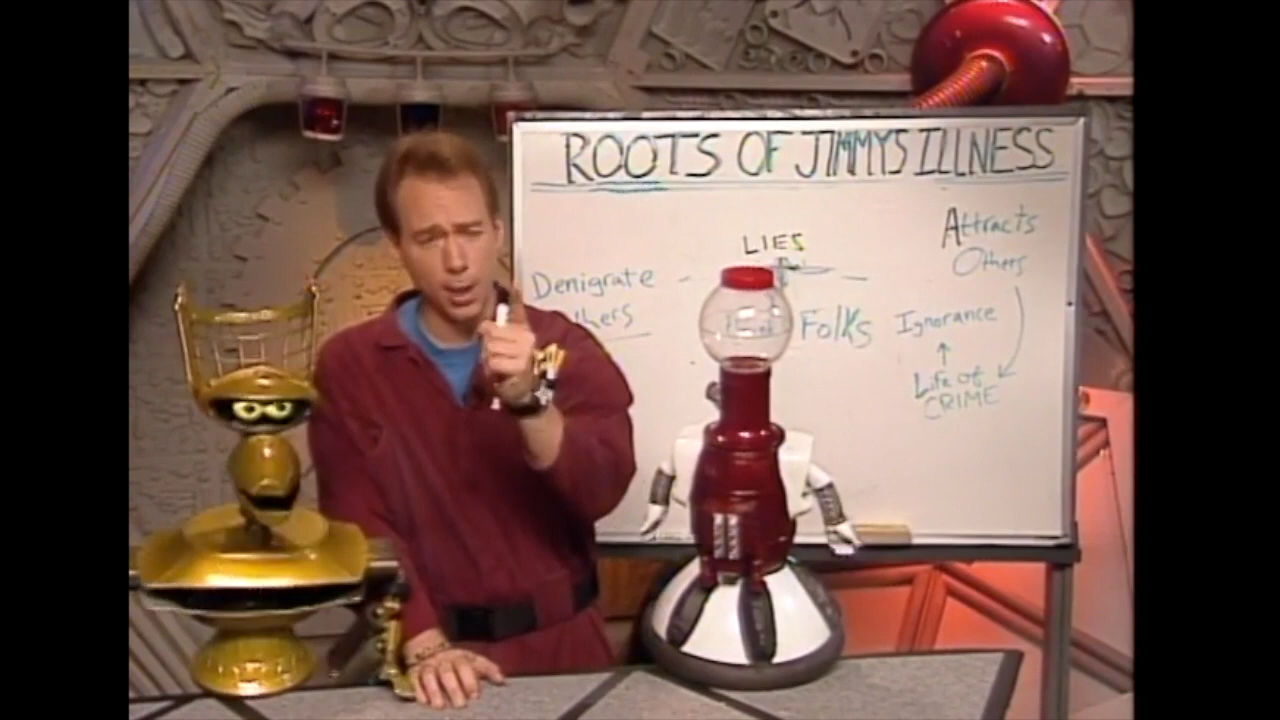 ROOTS OF JIMMYS ILLNESS
LIES
Attracts
Others
Denigrate
Folks
Ignorance
Life of
CRIME